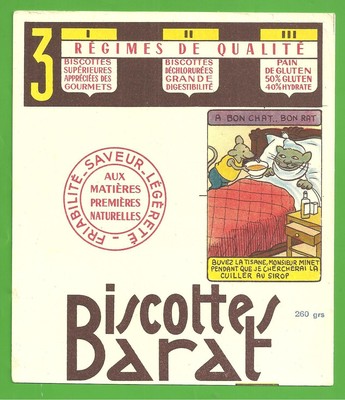 3 RÉGIMES DE QUALITÉ
I
BISCOTTES
SUPÉRIEURES
APPRÉCIÉES DES
GOURMETS
II
BISCOTTES
DÉCHLORURÉES
GRANDE
DIGESTIBILITÉ
III
PAIN
DE GLUTEN
50% GLUTEN
40% HYDRATE
A BON CHAT.. BON RAT
FRIABILITÉ-SAVEUR-LÉGÈRETÉ-
AUX
MATIÈRES
PREMIÈRES
NATURELLES
BUVEZ LA TISANE, MONSIEUR MINET
PENDANT QUE JE CHERCHERAI LA
CUILLER AU SIROP
Biscottes
Barat
260 grs